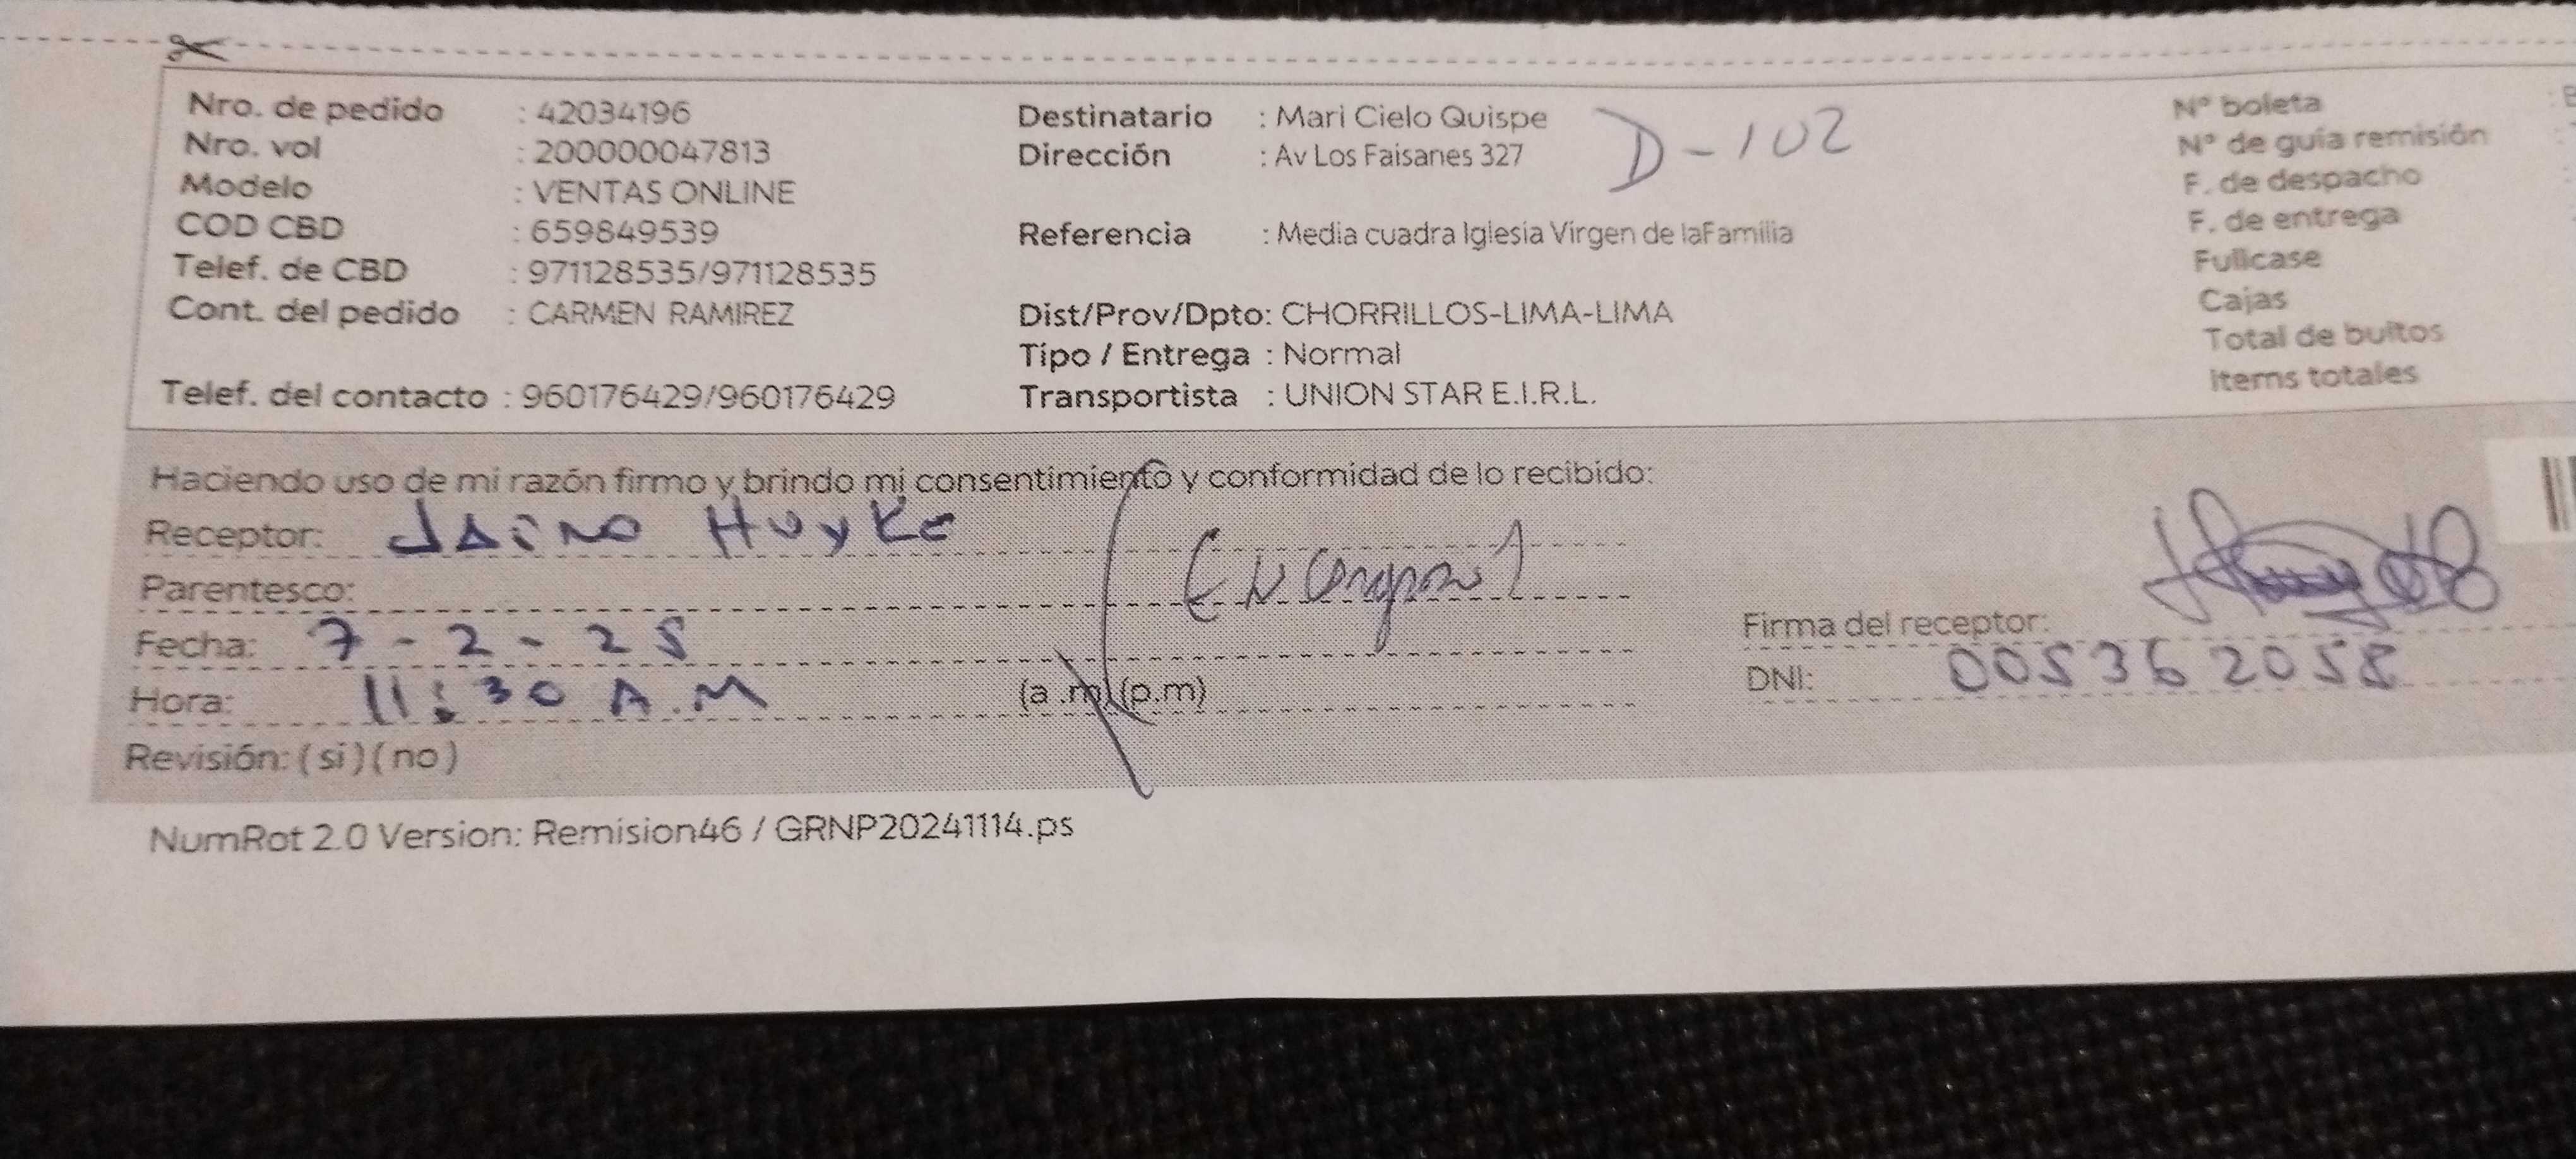 Nro. de pedido : 42034196
Nro. vol : 200000047813
Modelo : VENTAS ONLINE
COD CBD : 659849539
Telef. de CBD : 971128535/971128535
Cont. del pedido : CARMEN RAMIREZ
Telef. del contacto : 960176429/960176429
Destinatario : Mari Cielo Quispe
Dirección : Av Los Faisanes 327
D-102
Referencia : Media cuadra Iglesia Virgen de laFamilia
Dist/Prov/Dpto: CHORRILLOS-LIMA-LIMA
Tipo / Entrega : Normal
Transportista : UNION STAR E.I.R.L.
N° boleta : B
N° de guía remisión :
F. de despacho :
F. de entrega
Fullcase
Cajas
Total de bultos
Items totales
Haciendo uso de mi razón firmo y brindo mi consentimiento y conformidad de lo recibido:
Receptor: JAiNO HUyKE
Parentesco:
Fecha: 7-2-25
Hora: 11:30 A.M (a .m) (p.m)
Revisión: (si) (no)
Firma del receptor:
DNI: 005362058
NumRot 2.0 Version: Remision46 / GRNP20241114.ps